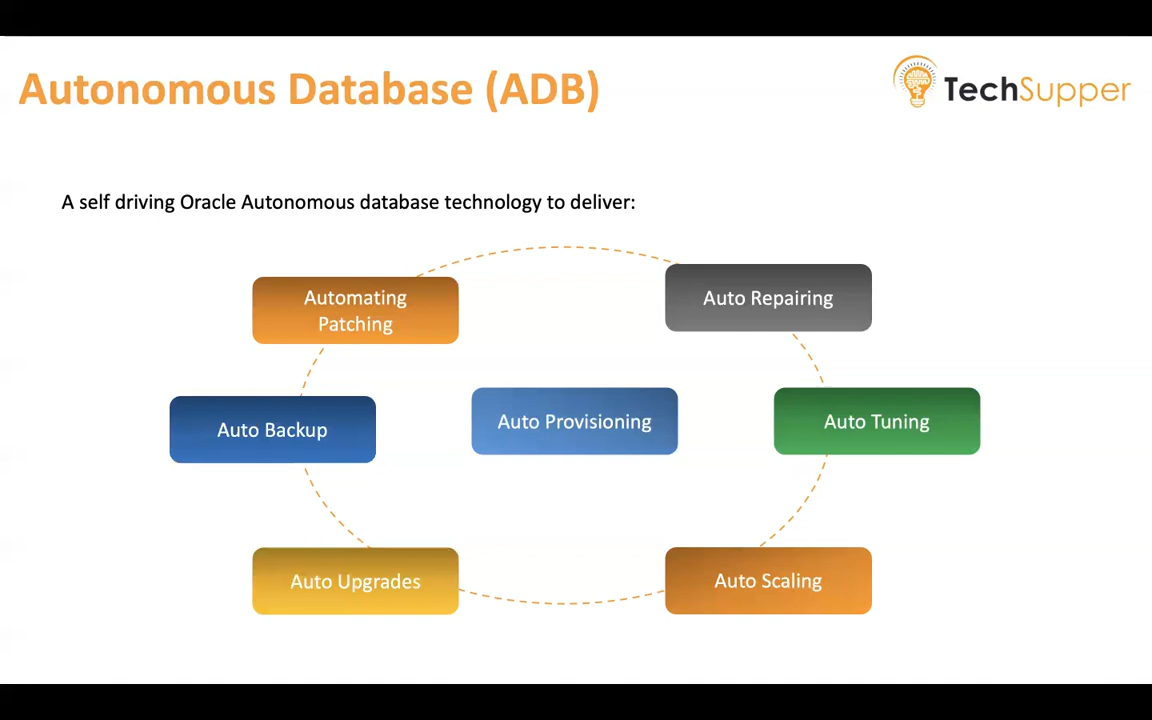 Autonomous Database (ADB)
TechSupper
A self driving Oracle Autonomous database technology to deliver:
Automating
Patching
Auto Repairing
Auto Backup
Auto Provisioning
Auto Tuning
Auto Upgrades
Auto Scaling